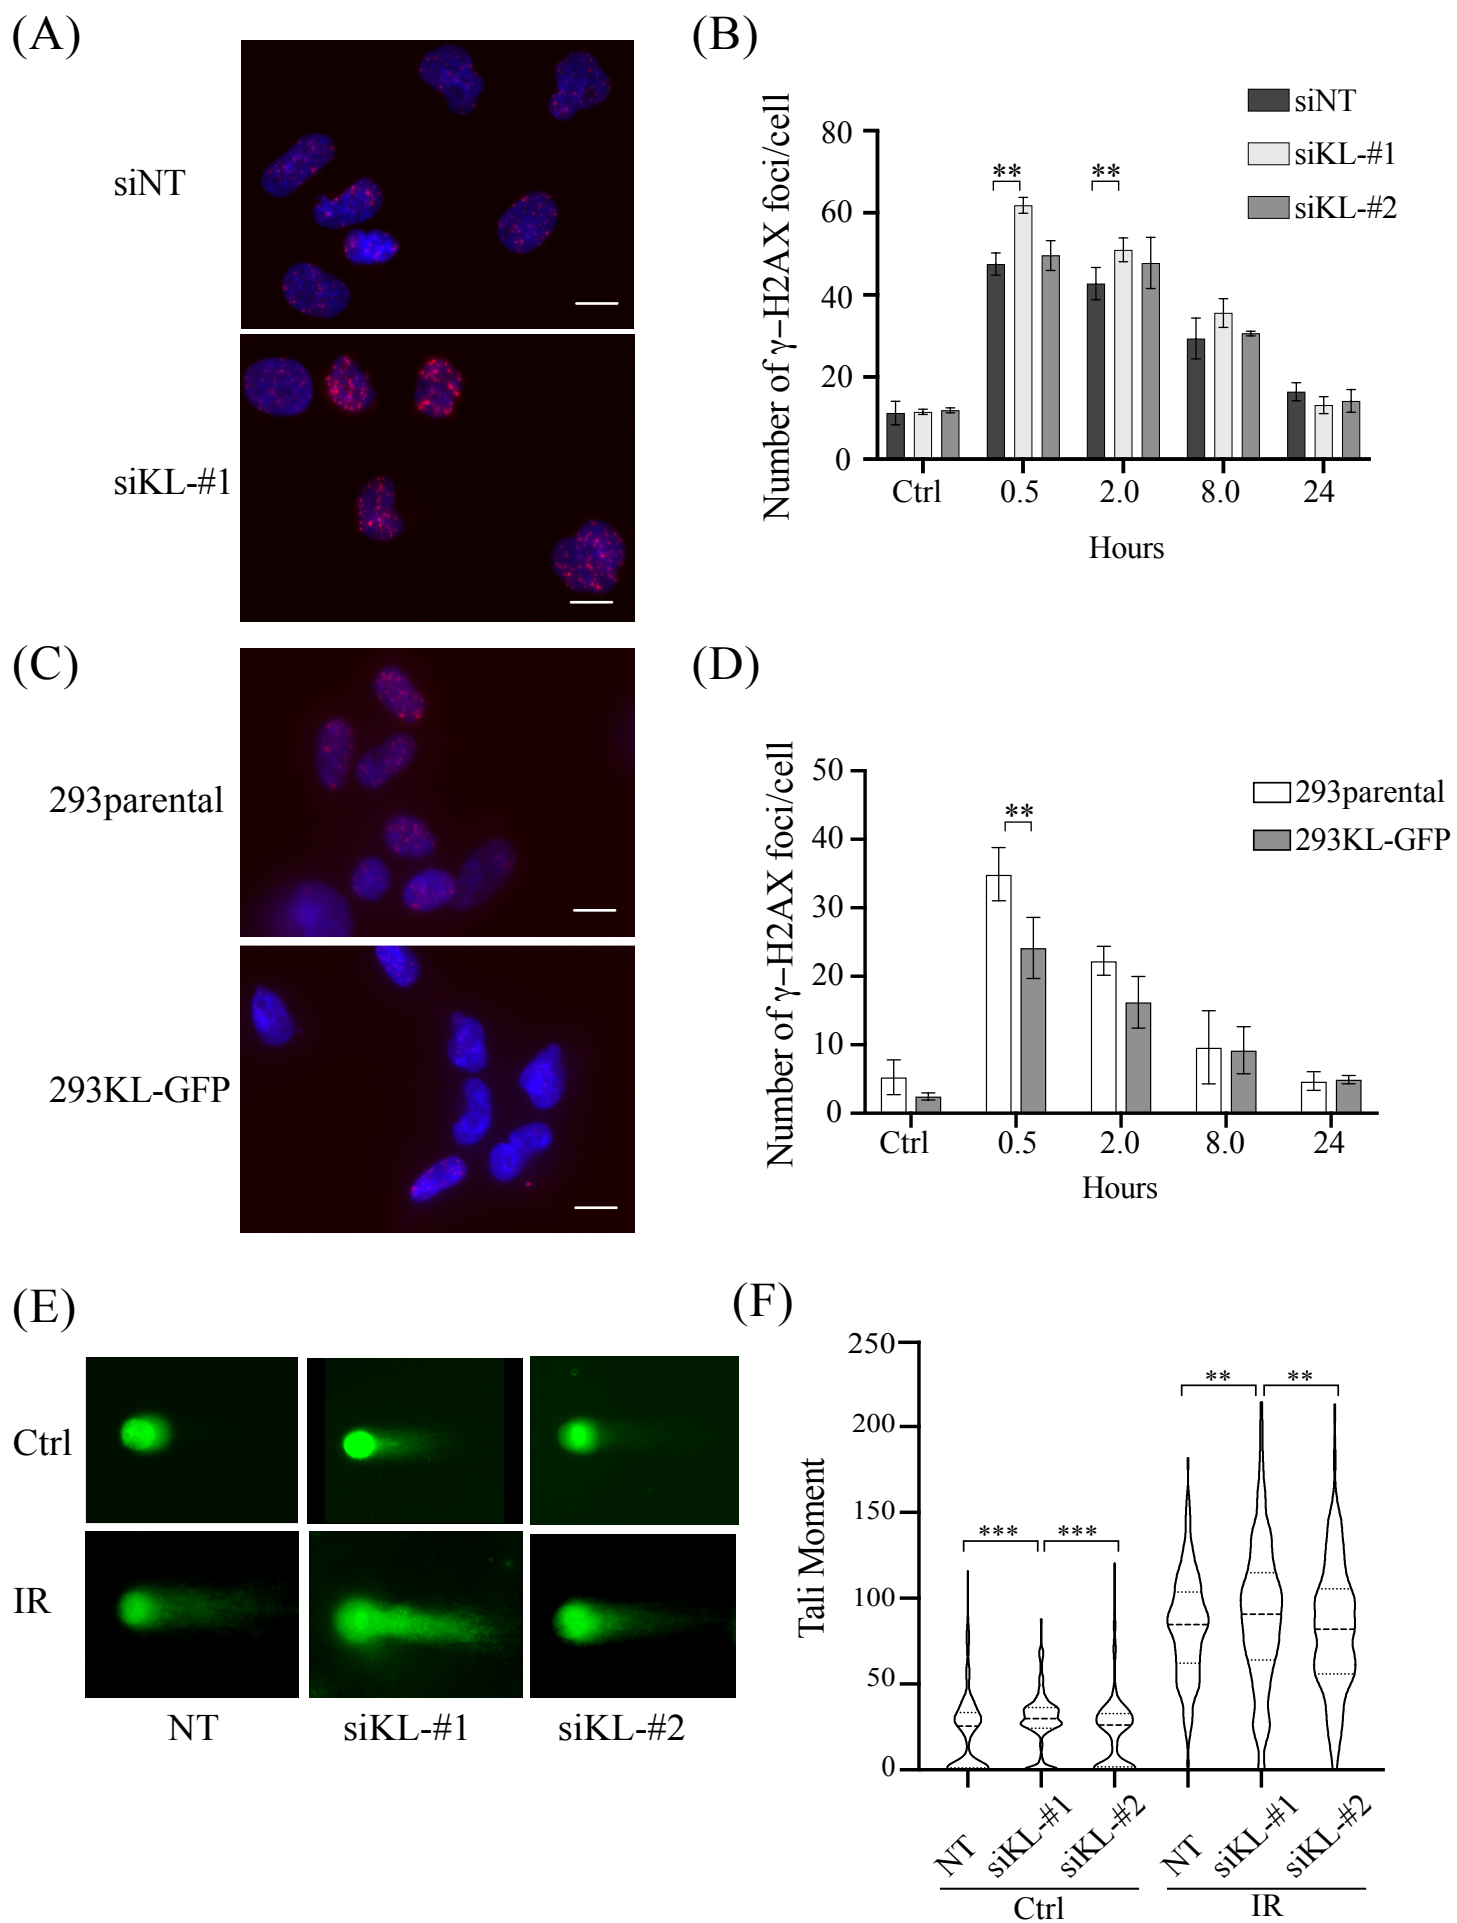 (A)
siNT
siKL-#1
(B)
Number of γ−H2AX foci/cell
80
60
40
20
0
** **
siNT
siKL-#1
siKL-#2
Ctrl 0.5 2.0 8.0 24
Hours
(C)
293parental
293KL-GFP
(D)
Number of γ−H2AX foci/cell
50
40
30
20
10
0
**
293parental
293KL-GFP
Ctrl 0.5 2.0 8.0 24
Hours
(E)
Ctrl
IR
NT siKL-#1 siKL-#2
(F)
Tali Moment
250
200
150
100
50
0
*** *** ** **
NT siKL-#1 siKL-#2 NT siKL-#1 siKL-#2
Ctrl IR